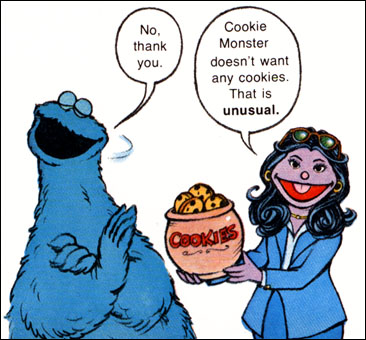 No,
thank
you.
Cookie
Monster
doesn't want
any cookies.
That is
unusual.
COOKIES